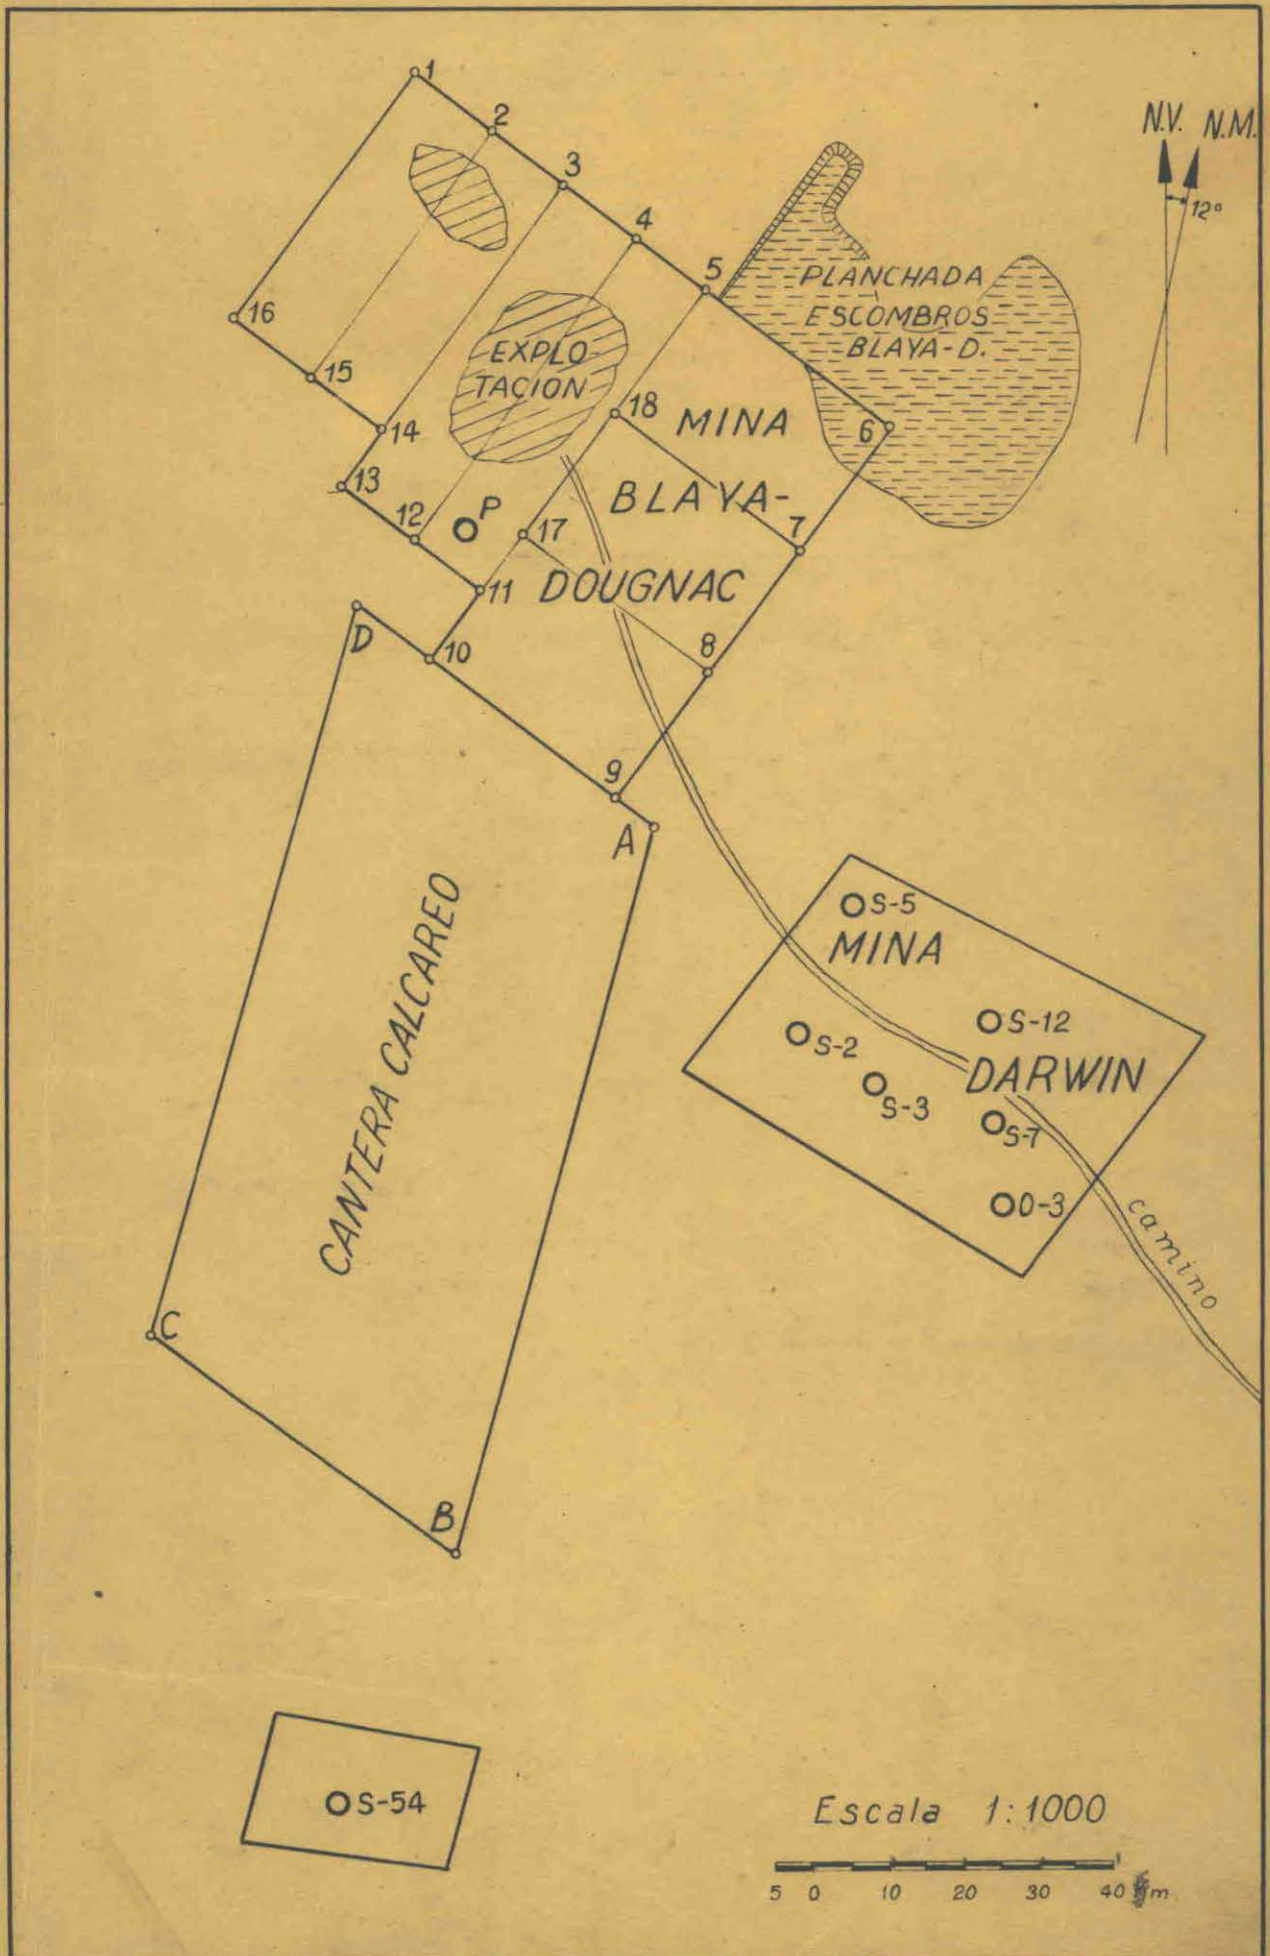 1
2
3
4
5
N.V. N.M.
12°
PLANCHADA
ESCOMBROS
BLAYA-D.
16
15
EXPLO
TACION
18
MINA
6
14
13
12
P
BLAYA-
17
7
11
DOUGNAC
8
D
10
9
A
CANTERA CALCAREO
S-5
MINA
S-12
S-2
DARWIN
S-3
S-7
O-3
camino
C
B
S-54
Escala 1:1000
5 0 10 20 30 40 m